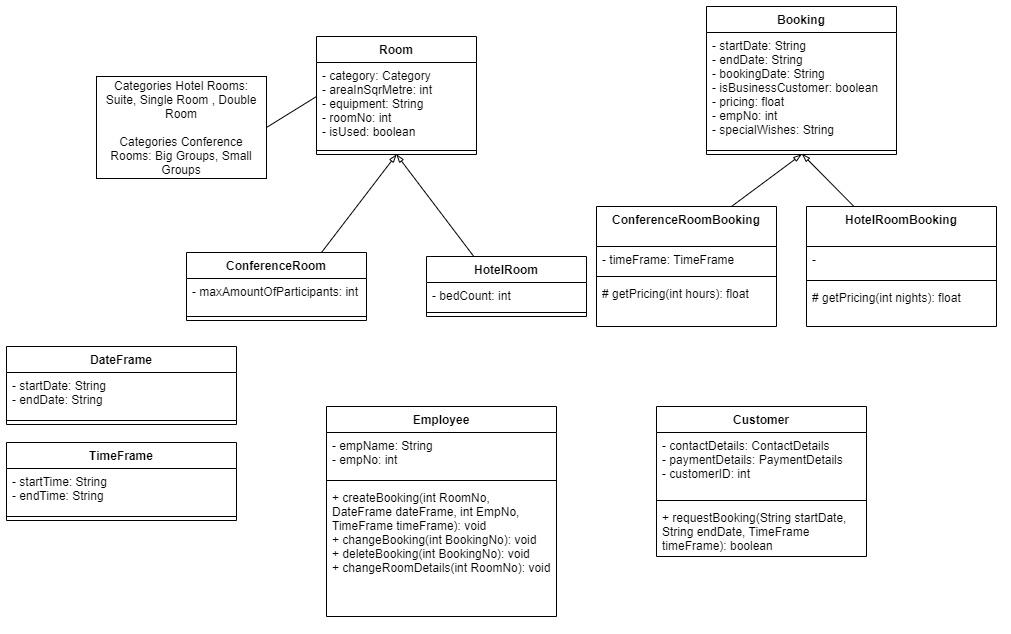 Booking
- startDate: String
- endDate: String
- bookingDate: String
- isBusinessCustomer: boolean
- pricing: float
- empNo: int
- specialWishes: String
Room
- category: Category
- areaInSqrMetre: int
- equipment: String
- roomNo: int
- isUsed: boolean
Categories Hotel Rooms:
Suite, Single Room , Double
Room
Categories Conference
Rooms: Big Groups, Small
Groups
ConferenceRoomBooking
- timeFrame: TimeFrame
# getPricing(int hours): float
HotelRoomBooking
-
# getPricing(int nights): float
ConferenceRoom
- maxAmountOfParticipants: int
HotelRoom
- bedCount: int
DateFrame
- startDate: String
- endDate: String
TimeFrame
- startTime: String
- endTime: String
Employee
- empName: String
- empNo: int
+ createBooking(int RoomNo,
DateFrame dateFrame, int EmpNo,
TimeFrame timeFrame): void
+ changeBooking(int BookingNo): void
+ deleteBooking(int BookingNo): void
+ changeRoomDetails(int RoomNo): void
Customer
- contactDetails: ContactDetails
- paymentDetails: PaymentDetails
- customerID: int
+ requestBooking(String startDate,
String endDate, TimeFrame
timeFrame): boolean